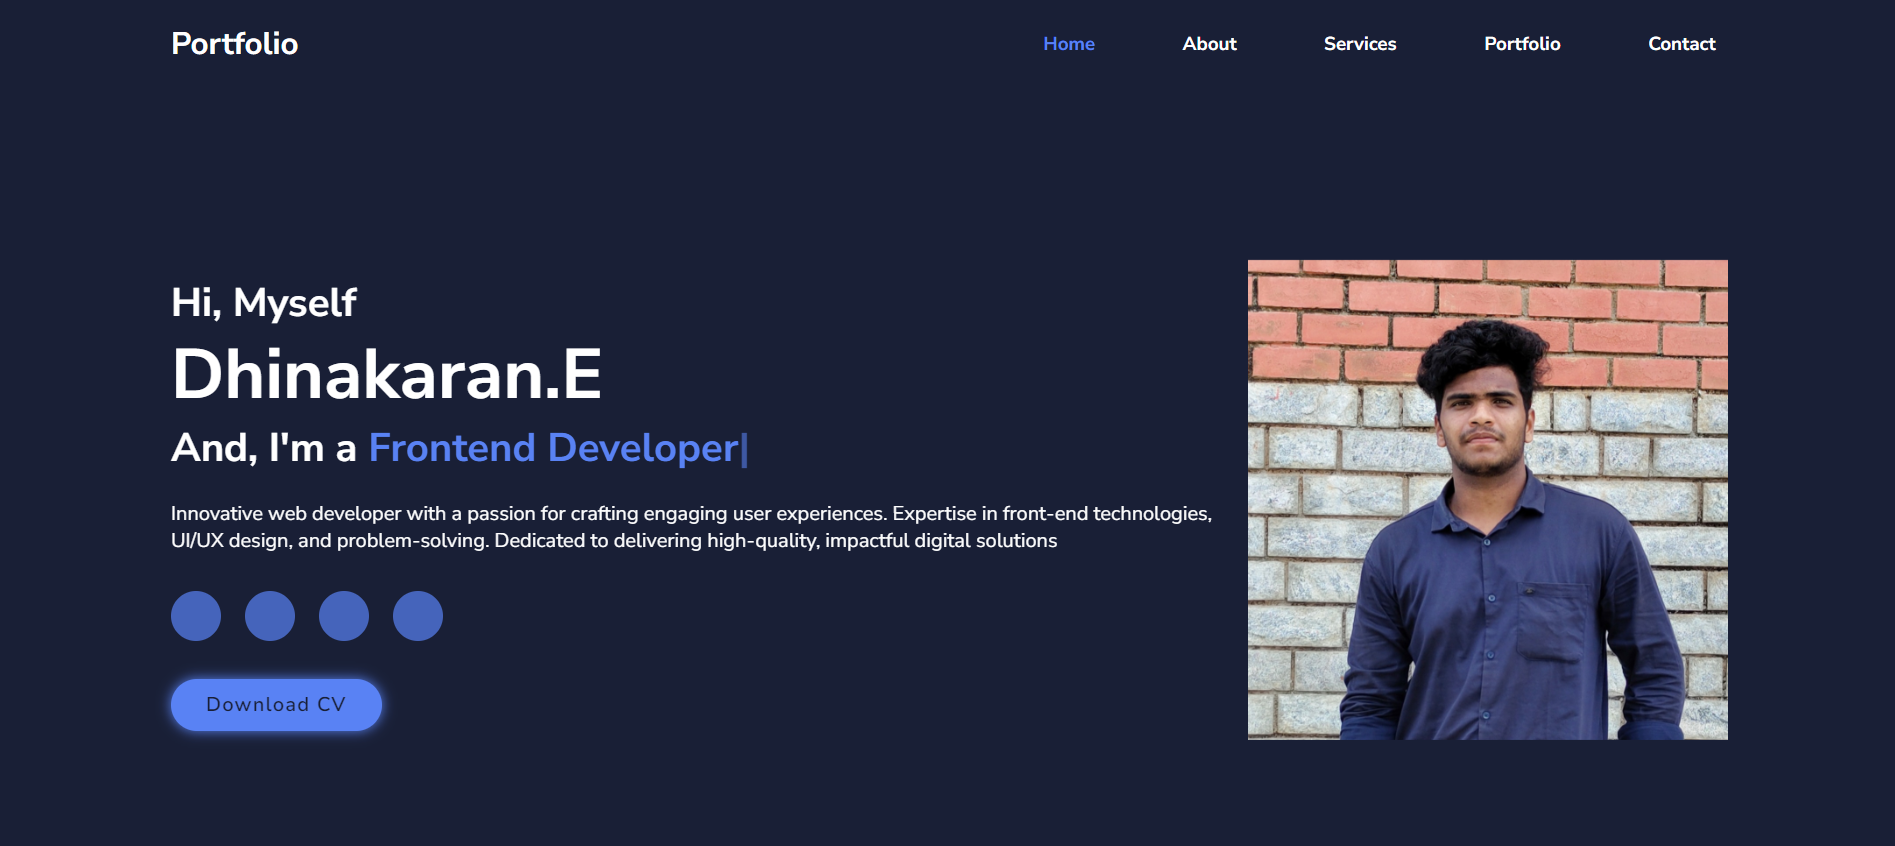 Portfolio
Home About Services Portfolio Contact
Hi, Myself
Dhinakaran.E
And, I'm a Frontend Developer|
Innovative web developer with a passion for crafting engaging user experiences. Expertise in front-end technologies,
UI/UX design, and problem-solving. Dedicated to delivering high-quality, impactful digital solutions
Download CV